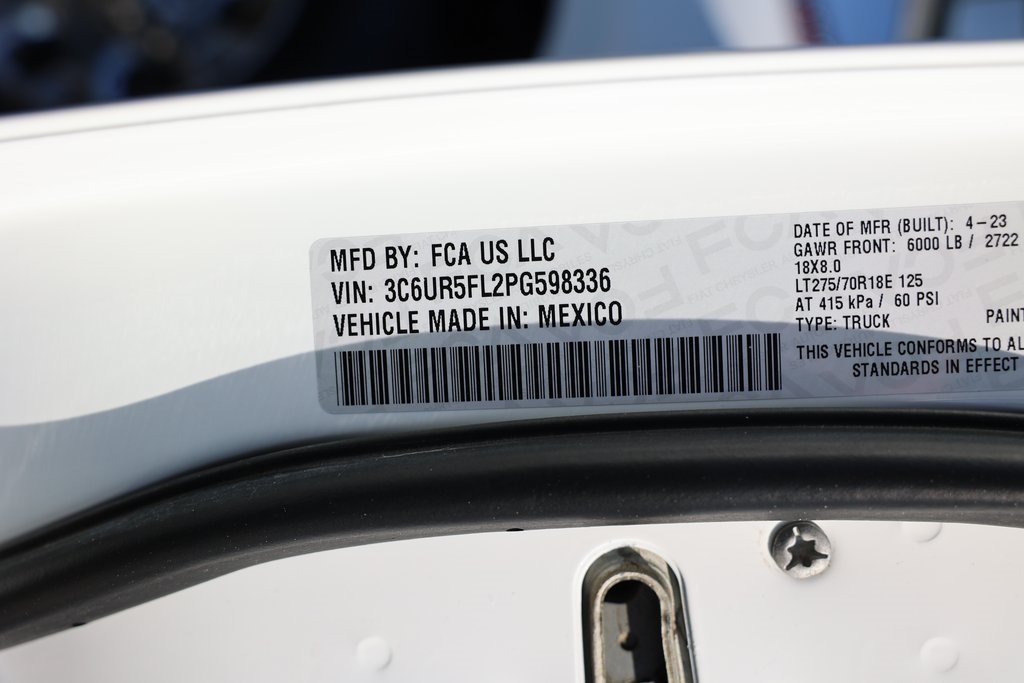 MFD BY: FCA US LLC
VIN: 3C6UR5FL2PG598336
VEHICLE MADE IN: MEXICO
DATE OF MFR (BUILT): 4-23
GAWR FRONT: 6000 LB / 2722
18X8.0
LT275/70R18E 125
AT 415 kPa / 60 PSI
TYPE: TRUCK PAINT
THIS VEHICLE CONFORMS TO AL
STANDARDS IN EFFECT